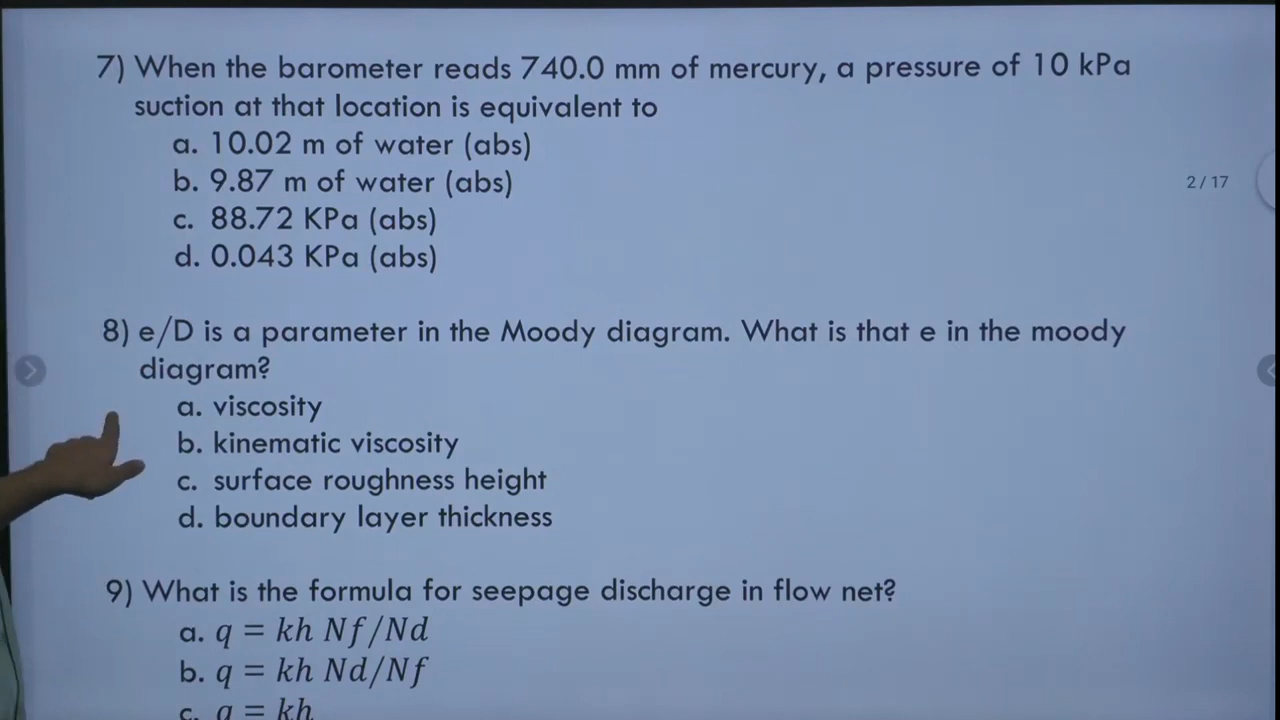 7) When the barometer reads 740.0 mm of mercury, a pressure of 10 kPa
suction at that location is equivalent to
a. 10.02 m of water (abs)
b. 9.87 m of water (abs)
c. 88.72 KPa (abs)
d. 0.043 KPa (abs)
2 / 17
8) e/D is a parameter in the Moody diagram. What is that e in the moody
diagram?
a. viscosity
b. kinematic viscosity
c. surface roughness height
d. boundary layer thickness
9) What is the formula for seepage discharge in flow net?
a. q = kh Nf/Nd
b. q = kh Nd/Nf
c. q = kh